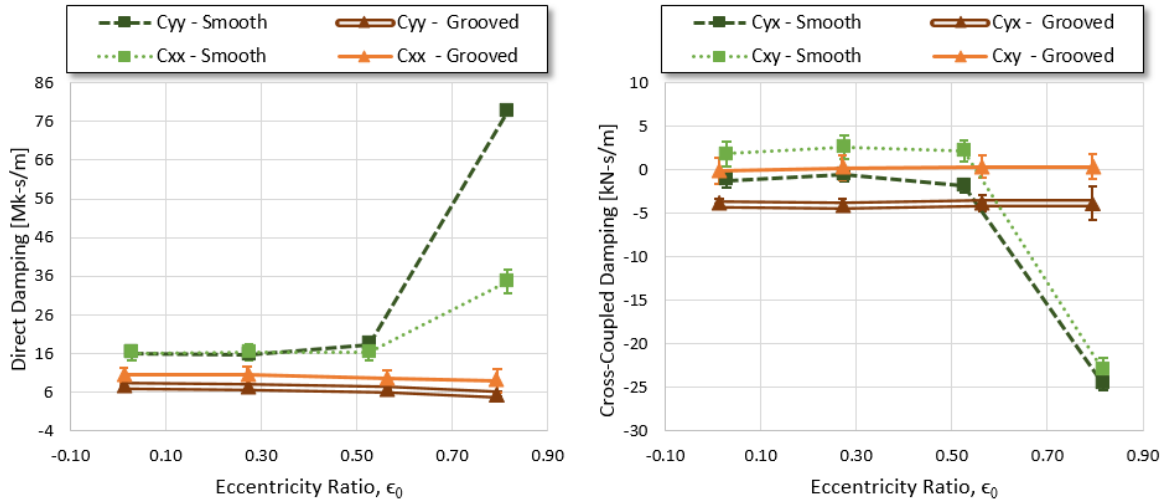 Cyy - Smooth
Cyy - Grooved
Cxx - Smooth
Cxx - Grooved
86
76
66
56
46
36
26
16
6
-4
Direct Damping [Mk-s/m]
-0.10
0.10
0.30
0.50
0.70
0.90
Eccentricity Ratio, ϵ0
Cyx - Smooth
Cyx - Grooved
Cxy - Smooth
Cxy - Grooved
10
5
0
-5
-10
-15
-20
-25
-30
Cross-Coupled Damping [kN-s/m]
-0.10
0.10
0.30
0.50
0.70
0.90
Eccentricity Ratio, ϵ0